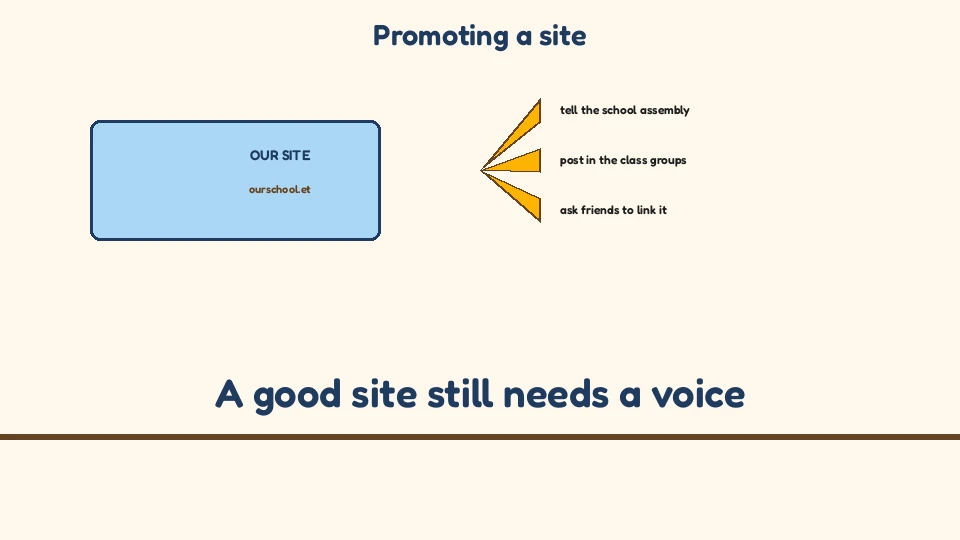 Promoting a site
OUR SITE
ourschool.et
tell the school assembly
post in the class groups
ask friends to link it
A good site still needs a voice